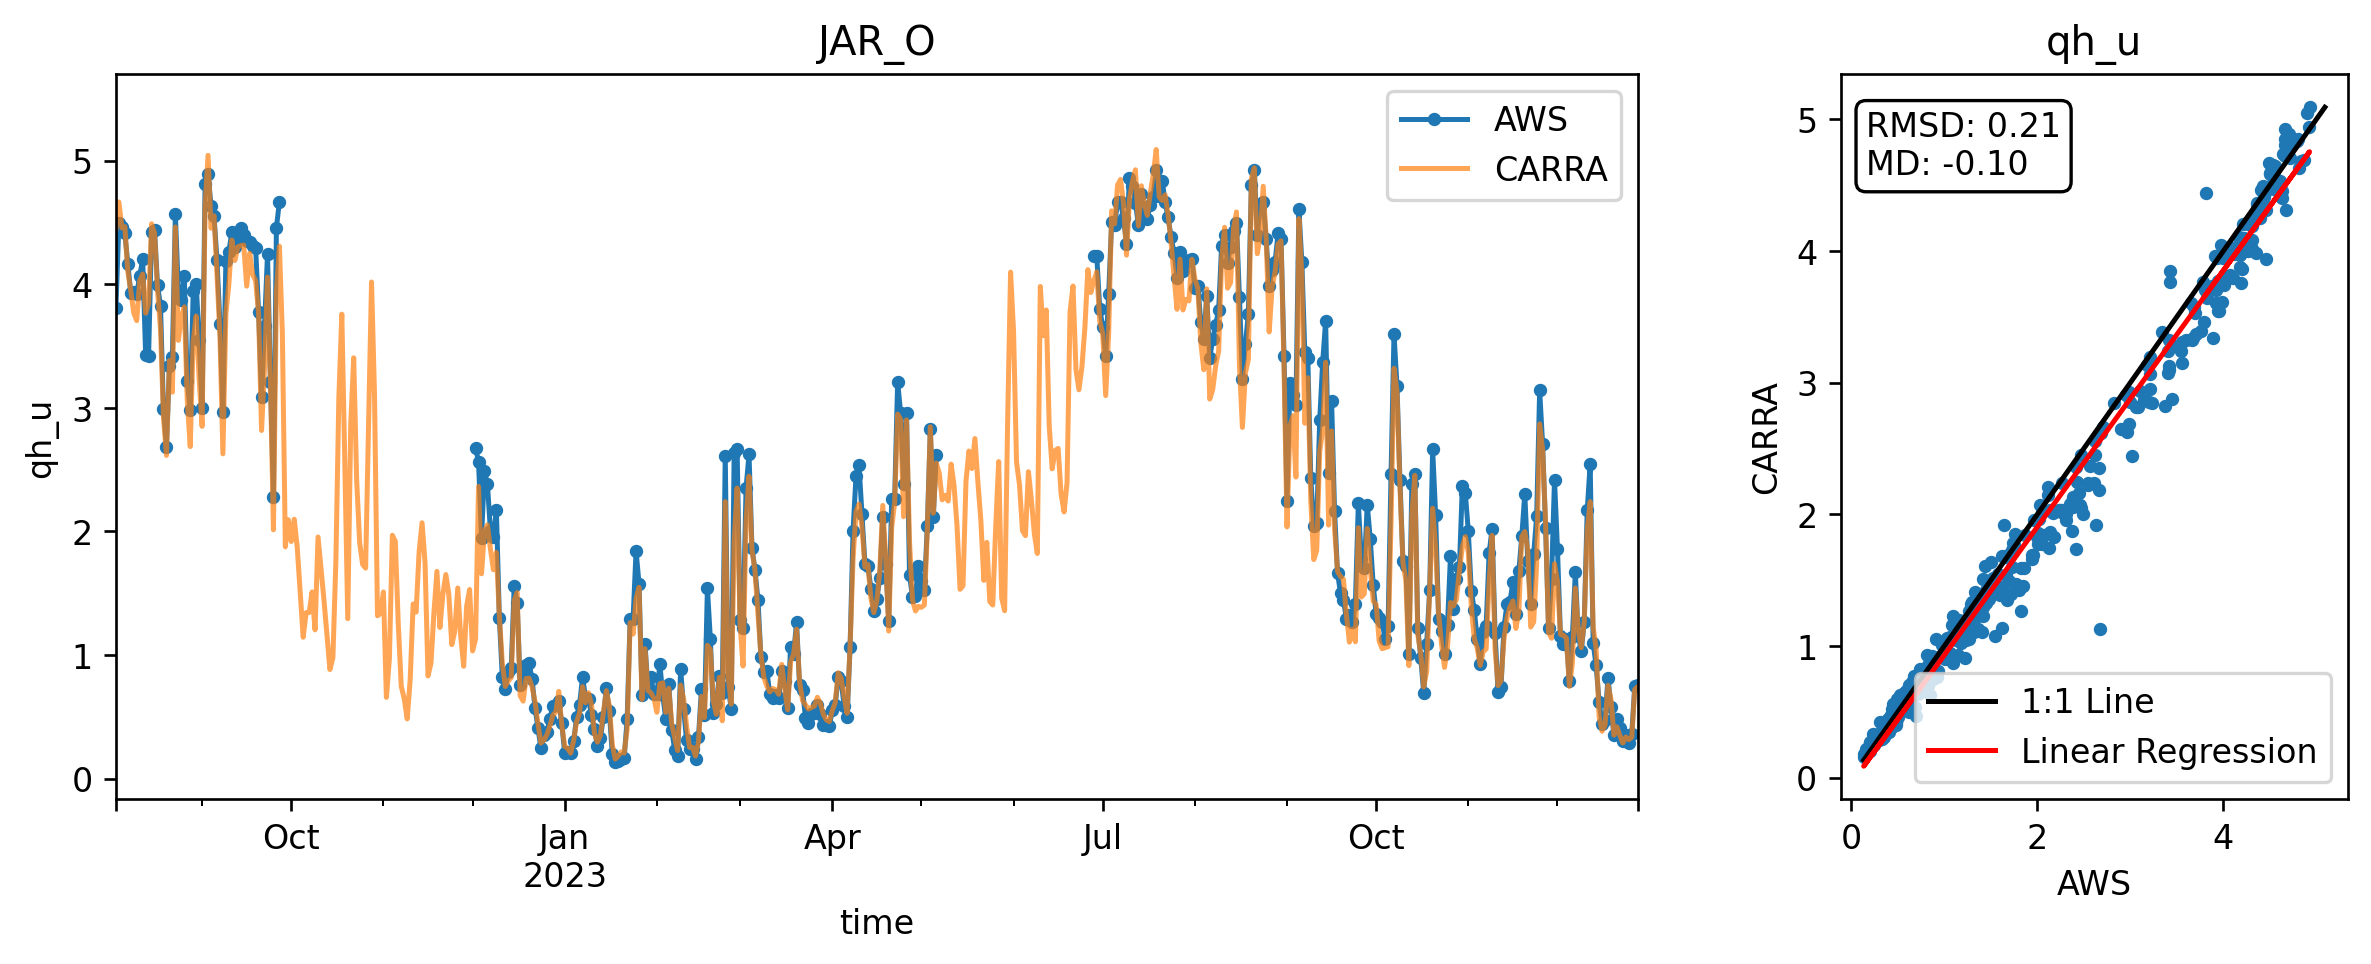 JAR_O
qh_u
5
4
3
2
1
0
Oct
Jan
2023
Apr
Jul
Oct
time
AWS
CARRA
qh_u
CARRA
5
4
3
2
1
0
RMSD: 0.21
MD: -0.10
1:1 Line
Linear Regression
0
2
4
AWS